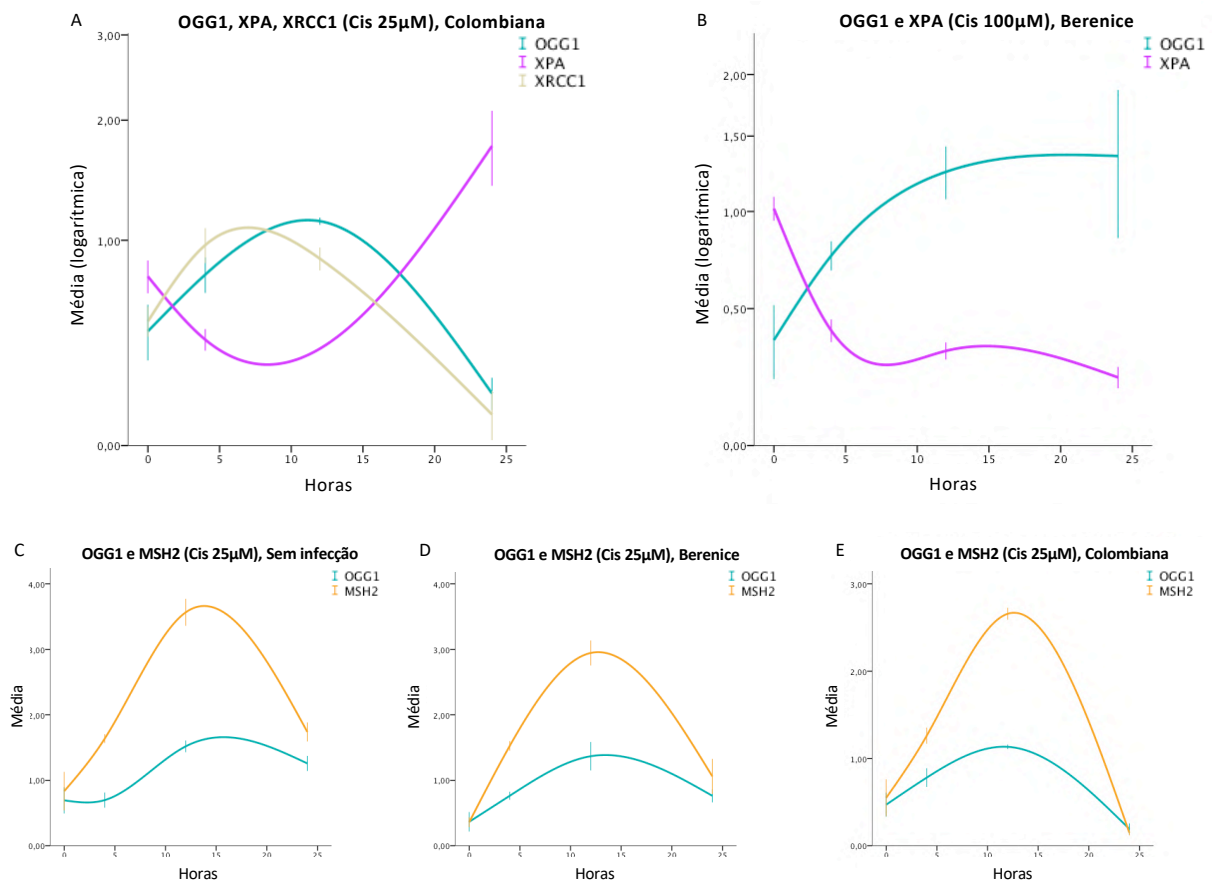 A
OGG1, XPA, XRCC1 (Cis 25µM), Colombiana
OGG1
XPA
XRCC1
Média (logarítmica)
3,00
2,00
1,00
0,00
0 5 10 15 20 25
Horas
B
OGG1 e XPA (Cis 100µM), Berenice
OGG1
XPA
Média (logarítmica)
2,00
1,50
1,00
0,50
0,00
0 5 10 15 20 25
Horas
C
OGG1 e MSH2 (Cis 25µM), Sem infecção
OGG1
MSH2
Média
4,00
3,00
2,00
1,00
0,00
0 5 10 15 20 25
Horas
D
OGG1 e MSH2 (Cis 25µM), Berenice
OGG1
MSH2
Média
4,00
3,00
2,00
1,00
0,00
0 5 10 15 20 25
Horas
E
OGG1 e MSH2 (Cis 25µM), Colombiana
OGG1
MSH2
Média
3,00
2,00
1,00
0,00
0 5 10 15 20 25
Horas